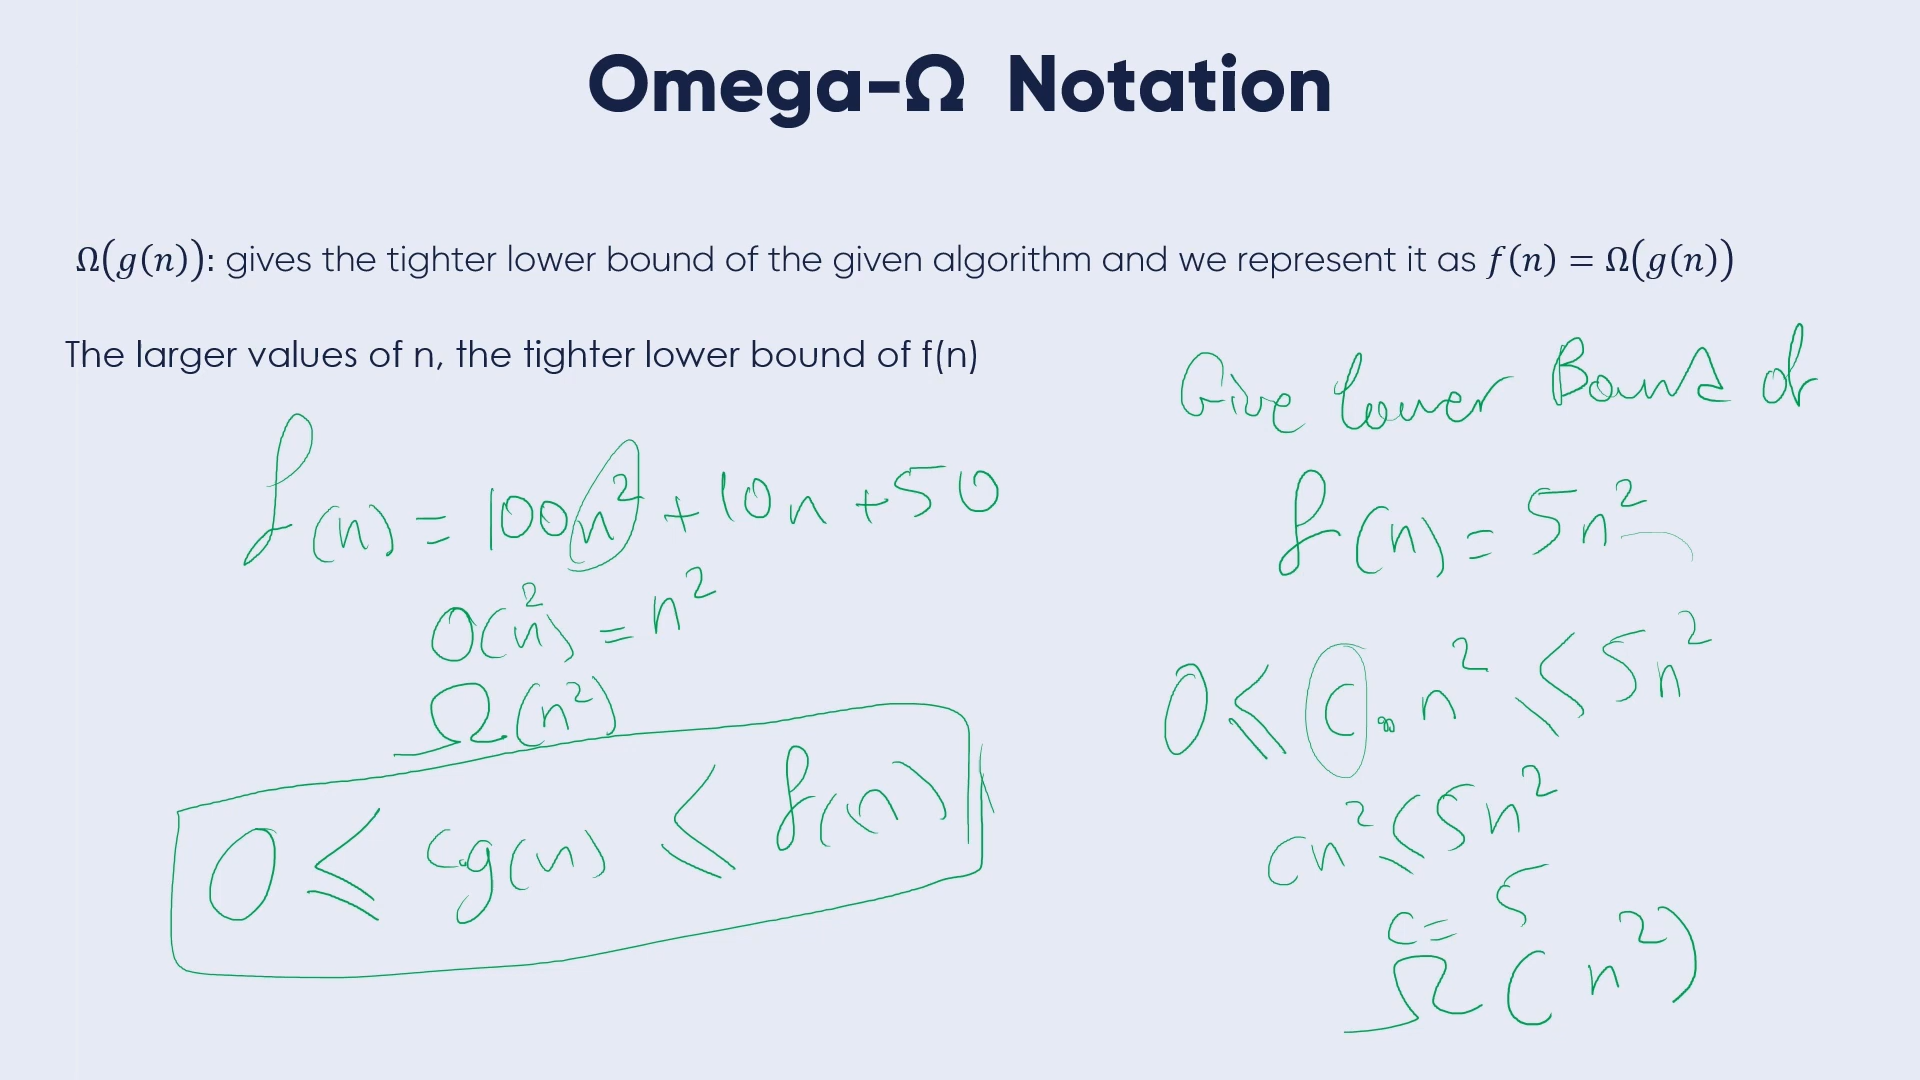 Omega-Ω Notation
Ω(g(n)): gives the tighter lower bound of the given algorithm and we represent it as f(n) = Ω(g(n))
The larger values of n, the tighter lower bound of f(n)
f(n) = 100n² + 10n + 50
O(n²) = n²
Ω(n²)
0 ≤ c.g(n) ≤ f(n)
Give lower Bound of
f(n) = 5n²
0 ≤ c. n² ≤ 5n²
cn² ≤ 5n²
c = 5
Ω(n²)